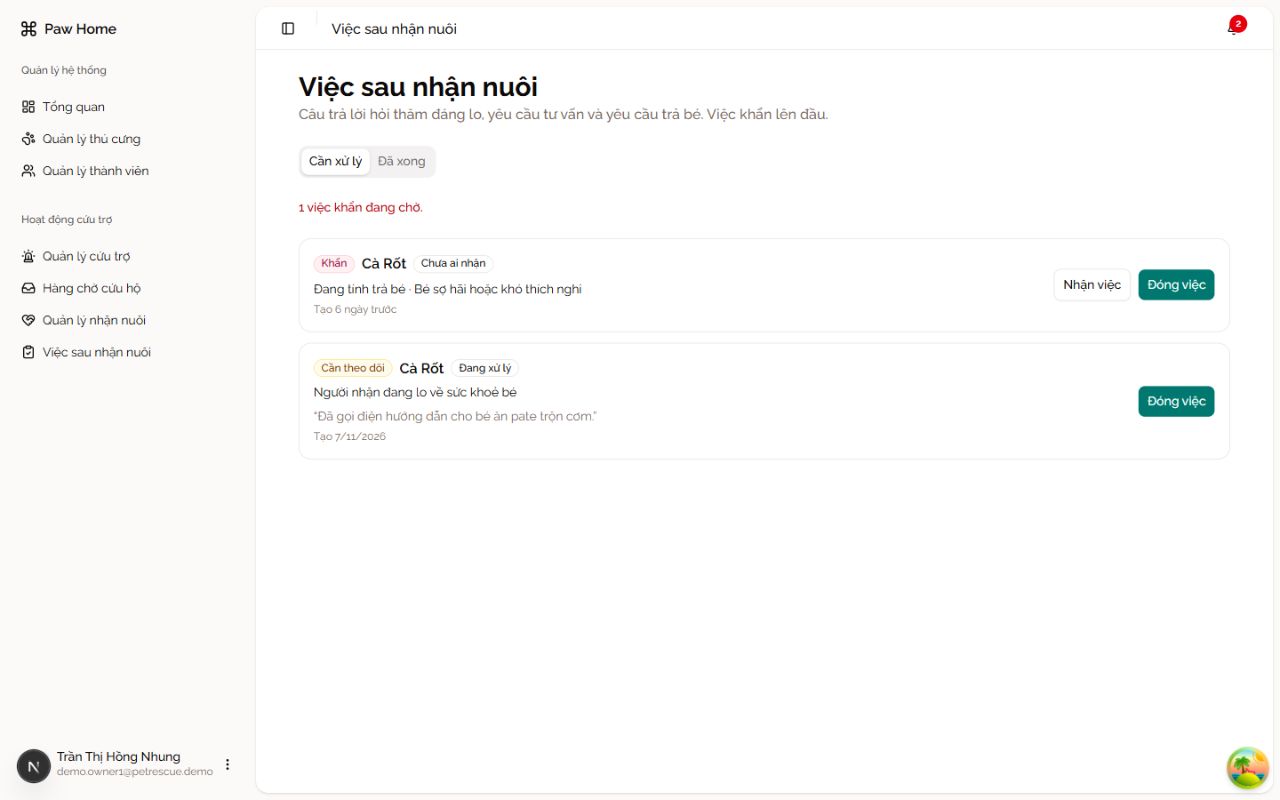 Paw Home
Quản lý hệ thống
Tổng quan
Quản lý thú cưng
Quản lý thành viên
Hoạt động cứu trợ
Quản lý cứu trợ
Hàng chờ cứu hộ
Quản lý nhận nuôi
Việc sau nhận nuôi
Trần Thị Hồng Nhung
demo.owner1@petrescue.demo
N
Việc sau nhận nuôi
2
Việc sau nhận nuôi
Câu trả lời hỏi thăm đáng lo, yêu cầu tư vấn và yêu cầu trả bé. Việc khẩn lên đầu.
Cần xử lý Đã xong
1 việc khẩn đang chờ.
Khẩn Cà Rốt Chưa ai nhận
Đang tính trả bé · Bé sợ hãi hoặc khó thích nghi
Tạo 6 ngày trước
Nhận việc Đóng việc
Cần theo dõi Cà Rốt Đang xử lý
Người nhận đang lo về sức khoẻ bé
“Đã gọi điện hướng dẫn cho bé ăn pate trộn cơm.”
Tạo 7/11/2026
Đóng việc